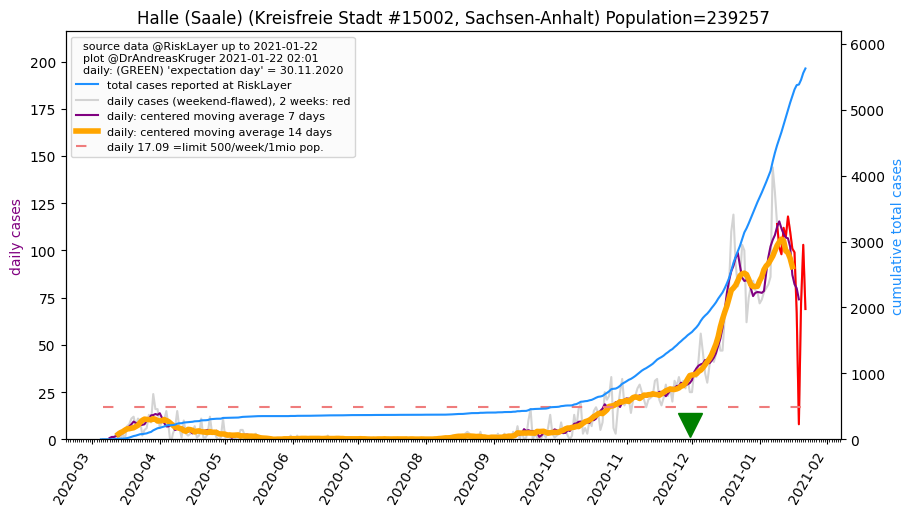 Halle (Saale) (Kreisfreie Stadt #15002, Sachsen-Anhalt) Population=239257
source data @RiskLayer up to 2021-01-22
plot @DrAndreasKruger 2021-01-22 02:01
daily: (GREEN) 'expectation day' = 30.11.2020
total cases reported at RiskLayer
daily cases (weekend-flawed), 2 weeks: red
daily: centered moving average 7 days
daily: centered moving average 14 days
daily 17.09 =limit 500/week/1mio pop.
daily cases
200
175
150
125
100
75
50
25
0
6000
5000
4000
3000
2000
1000
0
cumulative total cases
2020-03
2020-04
2020-05
2020-06
2020-07
2020-08
2020-09
2020-10
2020-11
2020-12
2021-01
2021-02